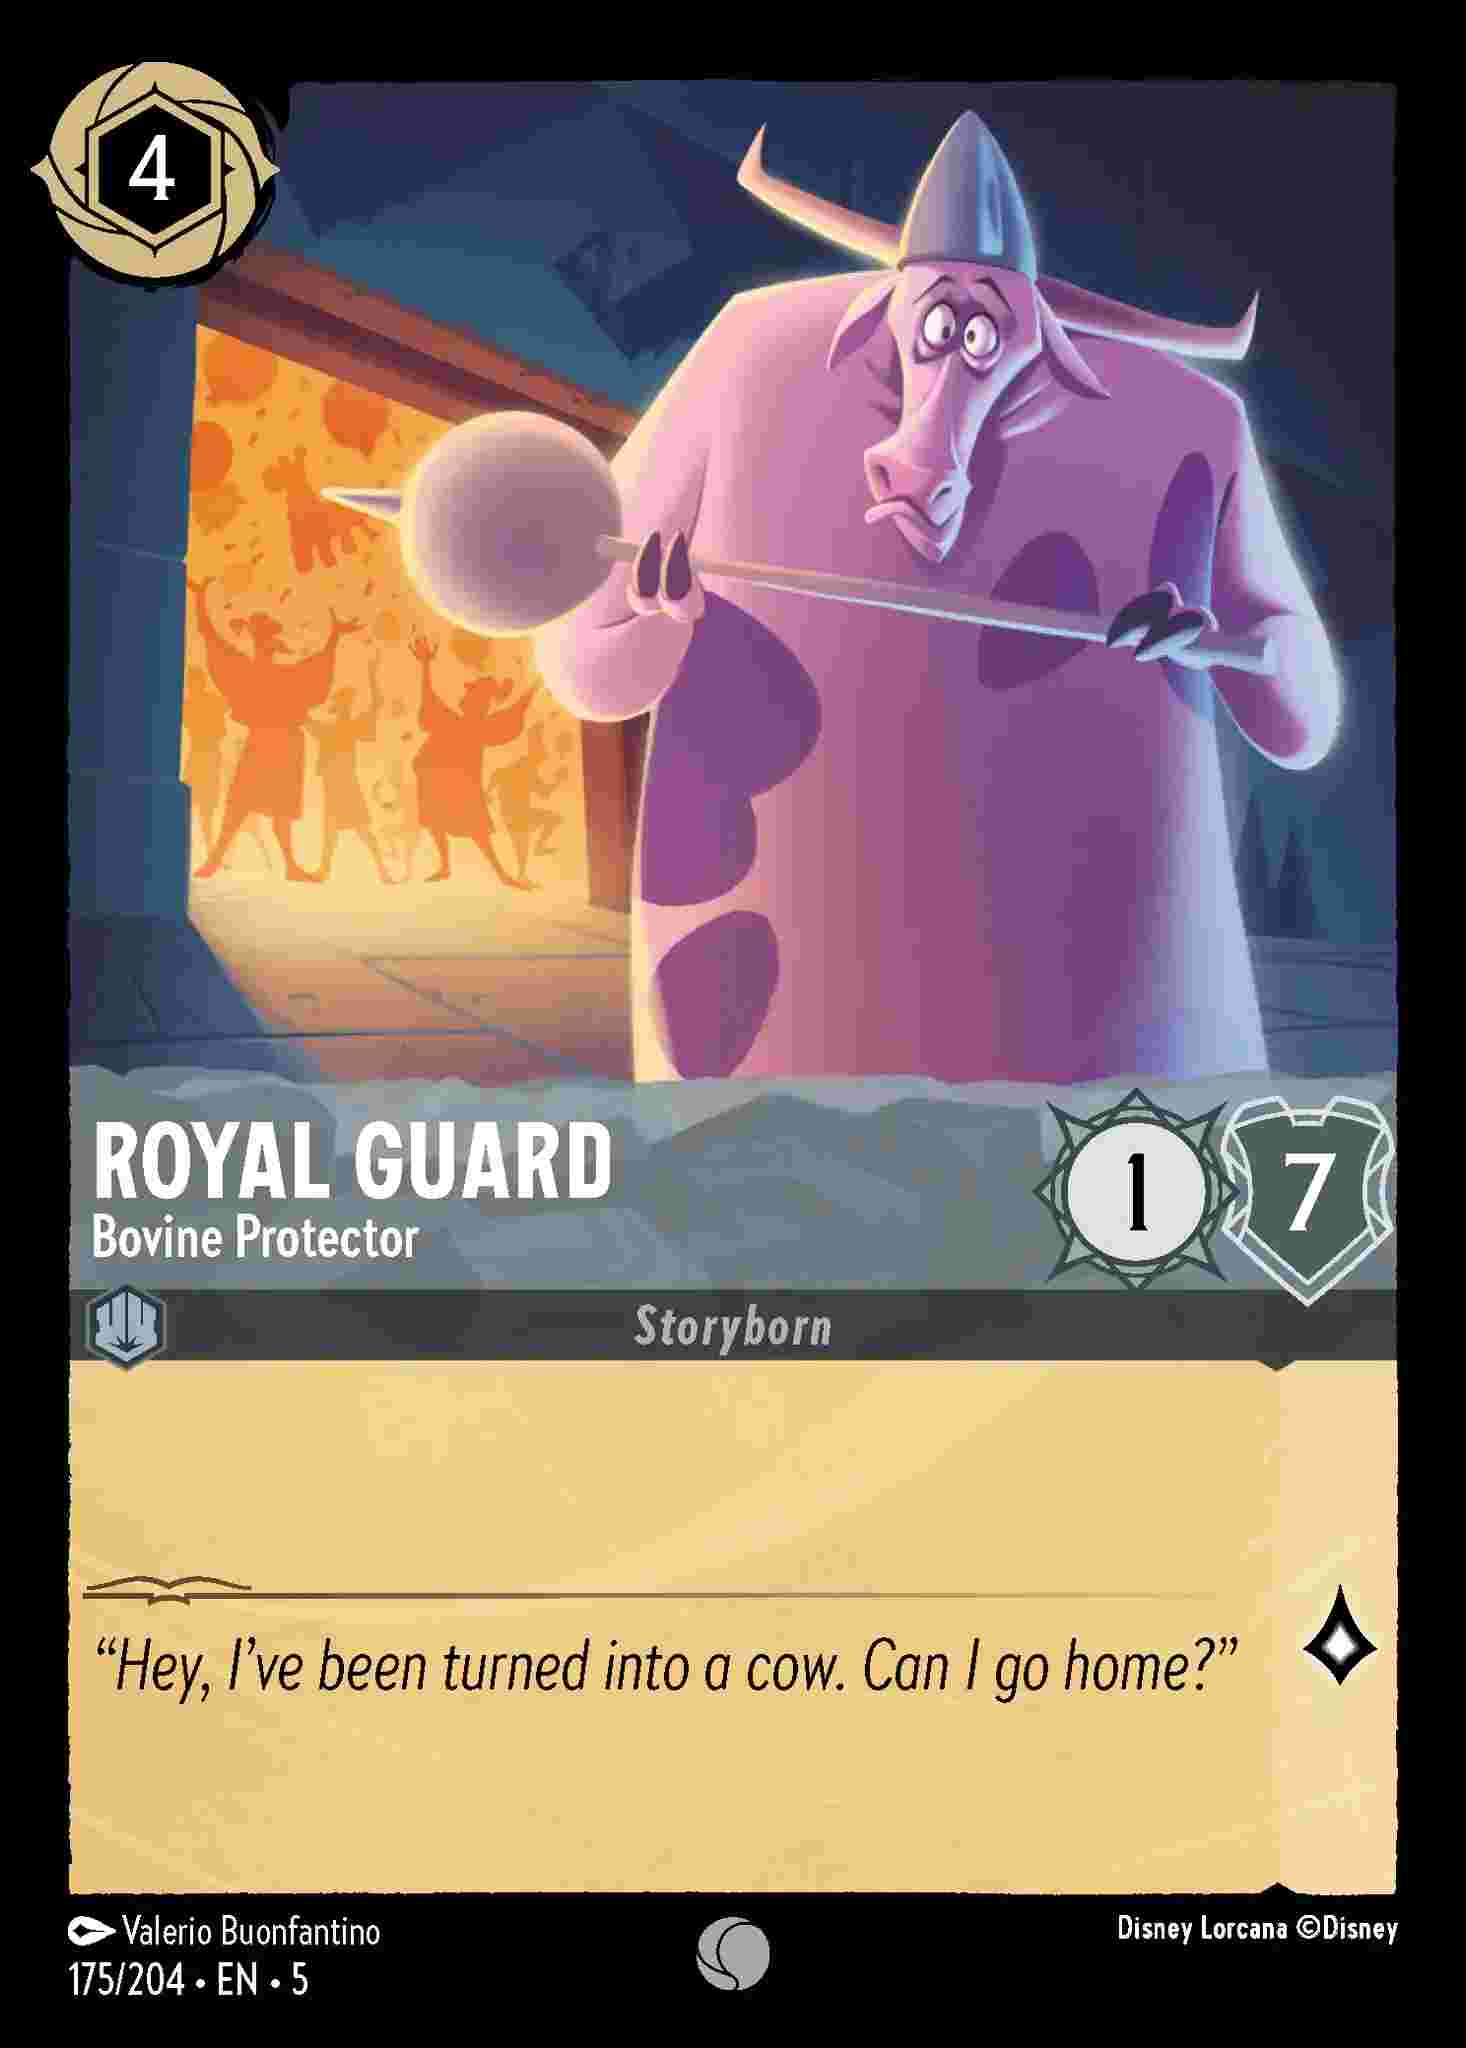 4
ROYAL GUARD
Bovine Protector
1
7
Storyborn
“Hey, I’ve been turned into a cow. Can I go home?”
Valerio Buonfantino
175/204 • EN • 5
Disney Lorcana ©Disney